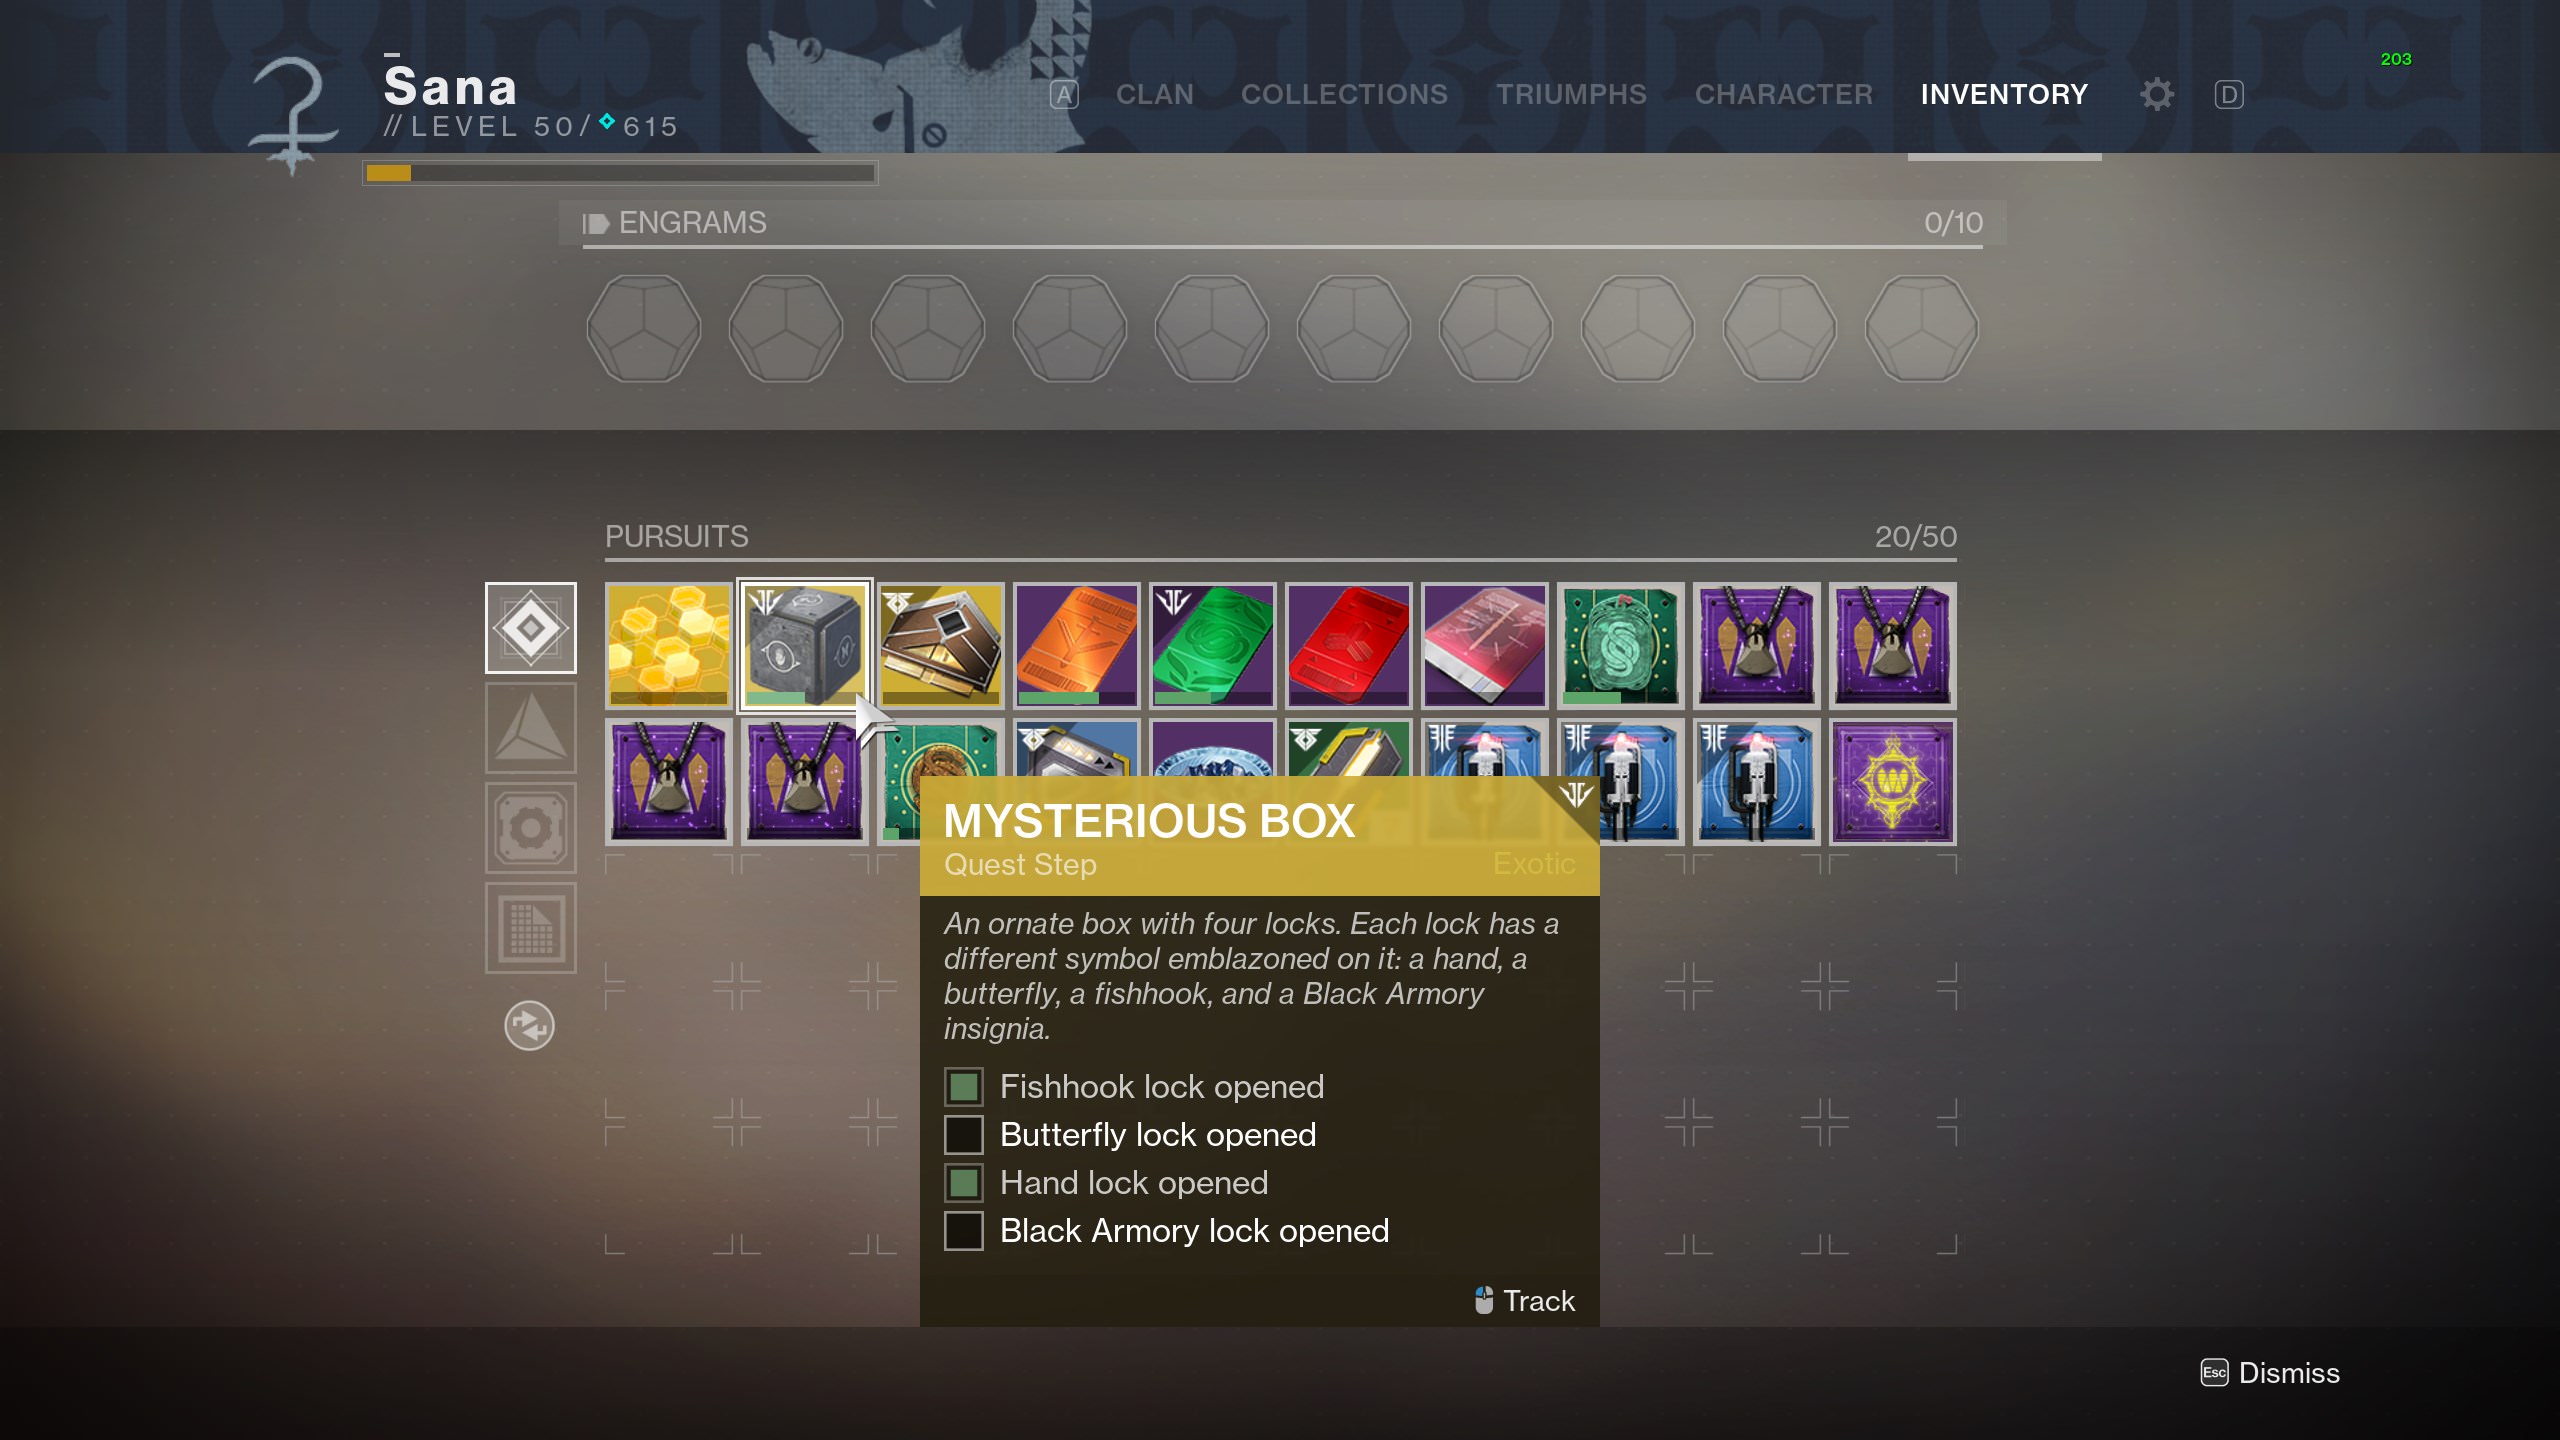 203
S̄ana
// LEVEL 50/ 615
A CLAN COLLECTIONS TRIUMPHS CHARACTER INVENTORY D
ENGRAMS 0/10
PURSUITS 20/50
MYSTERIOUS BOX
Quest Step Exotic
An ornate box with four locks. Each lock has a
different symbol emblazoned on it: a hand, a
butterfly, a fishhook, and a Black Armory
insignia.
Fishhook lock opened
Butterfly lock opened
Hand lock opened
Black Armory lock opened
Track
Esc Dismiss